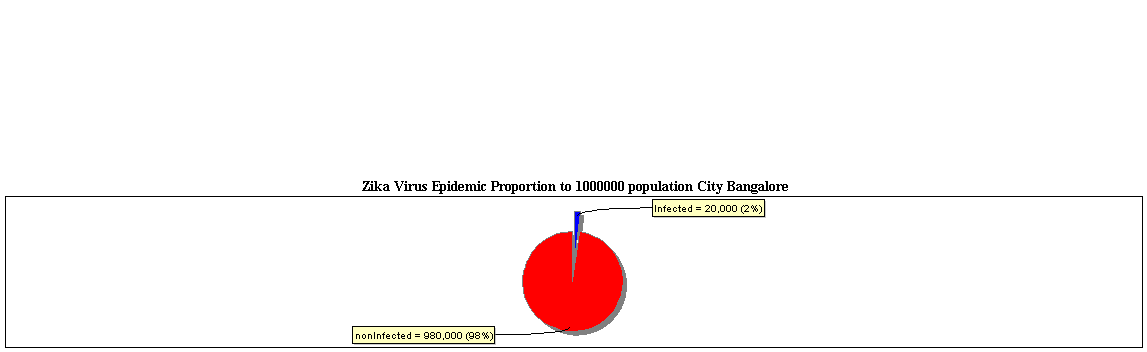 Zika Virus Epidemic Proportion to 1000000 population City Bangalore
Infected = 20,000 (2%)
nonInfected = 980,000 (98%)